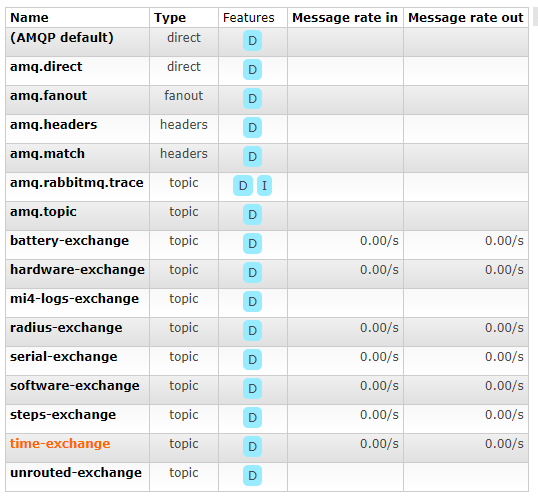 Name Type Features Message rate in Message rate out
(AMQP default) direct D
amq.direct direct D
amq.fanout fanout D
amq.headers headers D
amq.match headers D
amq.rabbitmq.trace topic D I
amq.topic topic D
battery-exchange topic D 0.00/s 0.00/s
hardware-exchange topic D 0.00/s 0.00/s
mi4-logs-exchange topic D
radius-exchange topic D 0.00/s 0.00/s
serial-exchange topic D 0.00/s 0.00/s
software-exchange topic D 0.00/s 0.00/s
steps-exchange topic D 0.00/s 0.00/s
time-exchange topic D 0.00/s 0.00/s
unrouted-exchange topic D